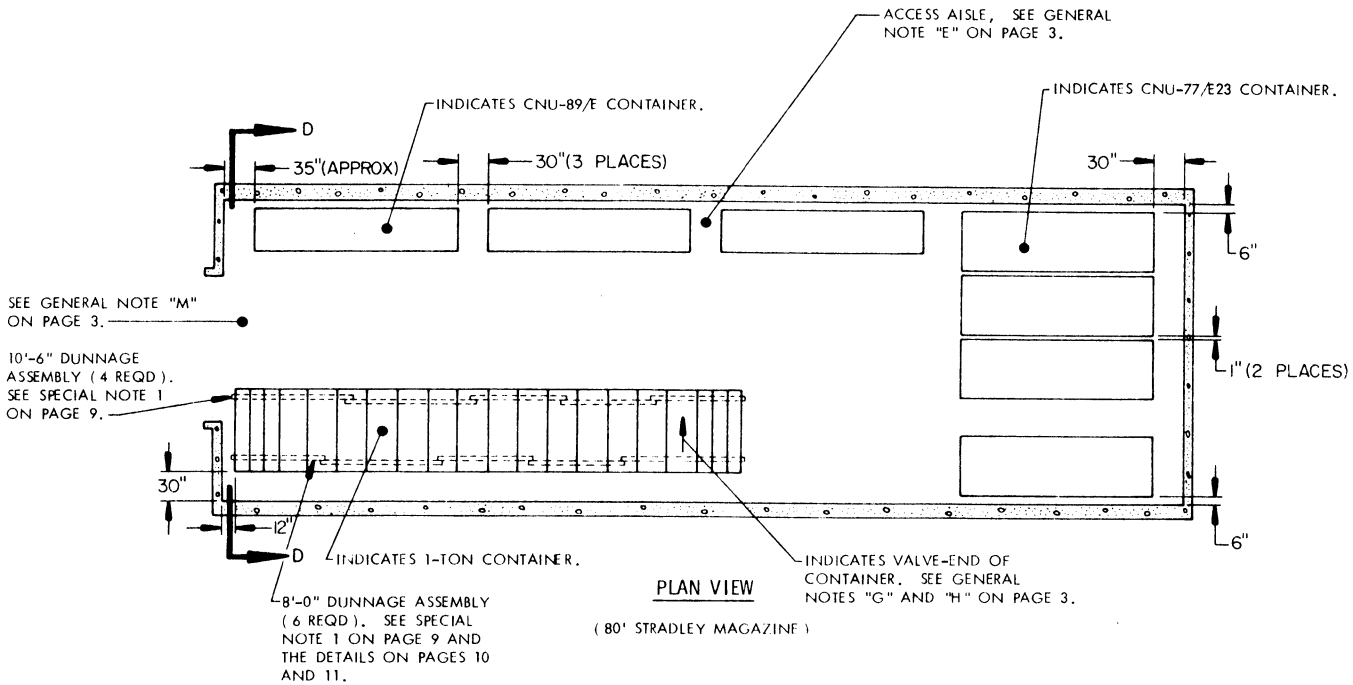 ACCESS AISLE, SEE GENERAL
NOTE "E" ON PAGE 3.
INDICATES CNU-89/E CONTAINER.
INDICATES CNU-77/E23 CONTAINER.
D
35"(APPROX)
30"(3 PLACES)
30"
6"
SEE GENERAL NOTE "M"
ON PAGE 3.
1"(2 PLACES)
10'-6" DUNNAGE
ASSEMBLY (4 REQD).
SEE SPECIAL NOTE 1
ON PAGE 9.
30"
12"
D
6"
INDICATES 1-TON CONTAINER.
INDICATES VALVE-END OF
CONTAINER. SEE GENERAL
NOTES "G" AND "H" ON PAGE 3.
8'-0" DUNNAGE ASSEMBLY
(6 REQD). SEE SPECIAL
NOTE 1 ON PAGE 9 AND
THE DETAILS ON PAGES 10
AND 11.
PLAN VIEW
(80' STRADLEY MAGAZINE)